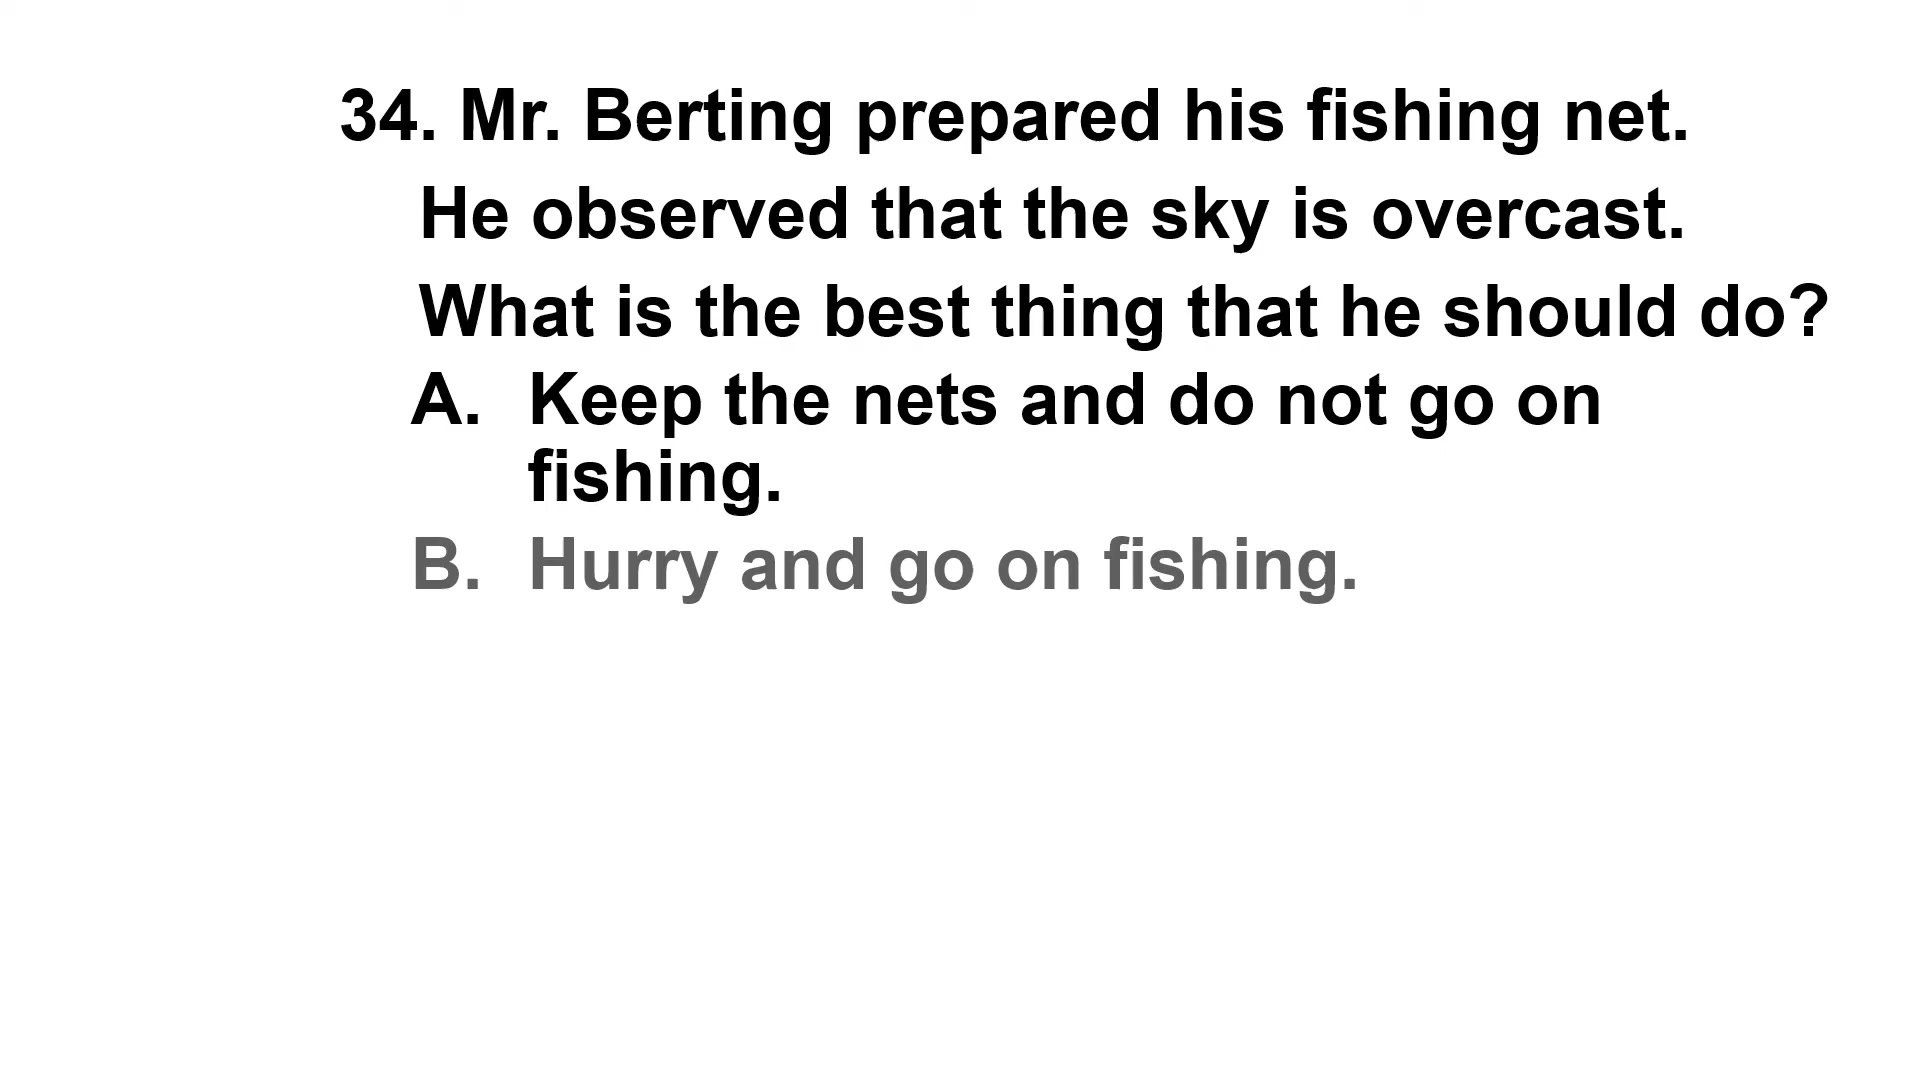 34. Mr. Berting prepared his fishing net.
He observed that the sky is overcast.
What is the best thing that he should do?
A. Keep the nets and do not go on
fishing.
B. Hurry and go on fishing.